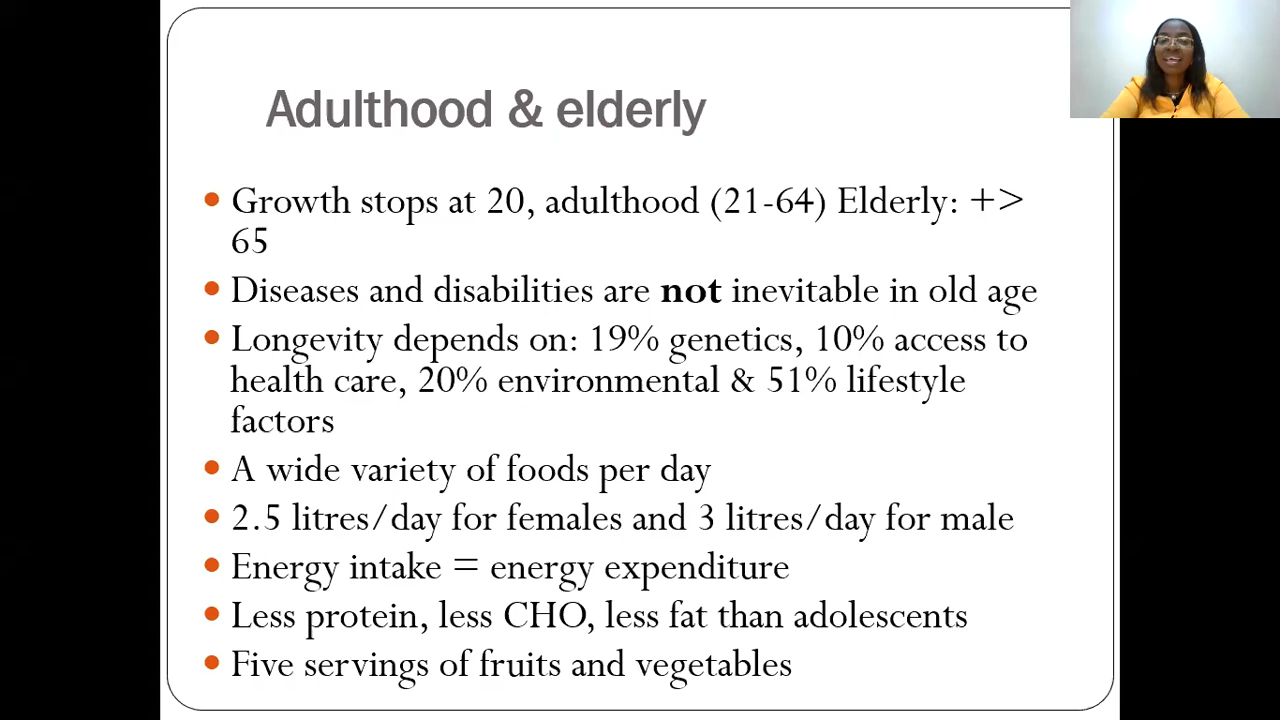 Adulthood & elderly
• Growth stops at 20, adulthood (21-64) Elderly: +>
65
• Diseases and disabilities are not inevitable in old age
• Longevity depends on: 19% genetics, 10% access to
health care, 20% environmental & 51% lifestyle
factors
• A wide variety of foods per day
• 2.5 litres/day for females and 3 litres/day for male
• Energy intake = energy expenditure
• Less protein, less CHO, less fat than adolescents
• Five servings of fruits and vegetables